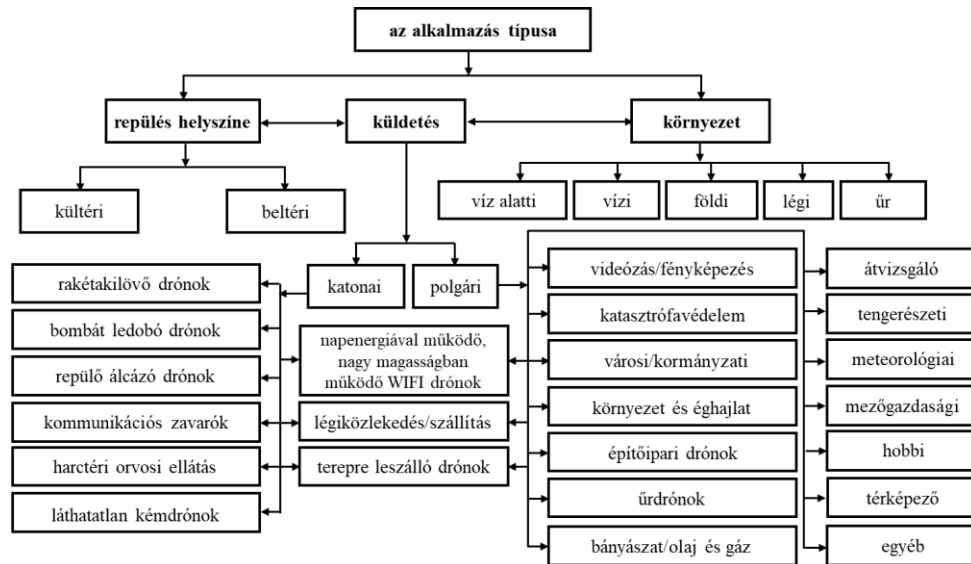 az alkalmazás típusa
repülés helyszíne
küldetés
környezet
kültéri
beltéri
víz alatti
vízi
földi
légi
űr
katonai
polgári
rakétakilövő drónok
bombát ledobó drónok
repülő álcázó drónok
kommunikációs zavarók
harctéri orvosi ellátás
láthatatlan kémdrónok
napenergiával működő,
nagy magasságban
működő WIFI drónok
légiközlekedés/szállítás
terepre leszálló drónok
videózás/fényképezés
katasztrófavédelem
városi/kormányzati
környezet és éghajlat
építőipari drónok
űrdrónok
bányászat/olaj és gáz
átvizsgáló
tengerészeti
meteorológiai
mezőgazdasági
hobbi
térképező
egyéb